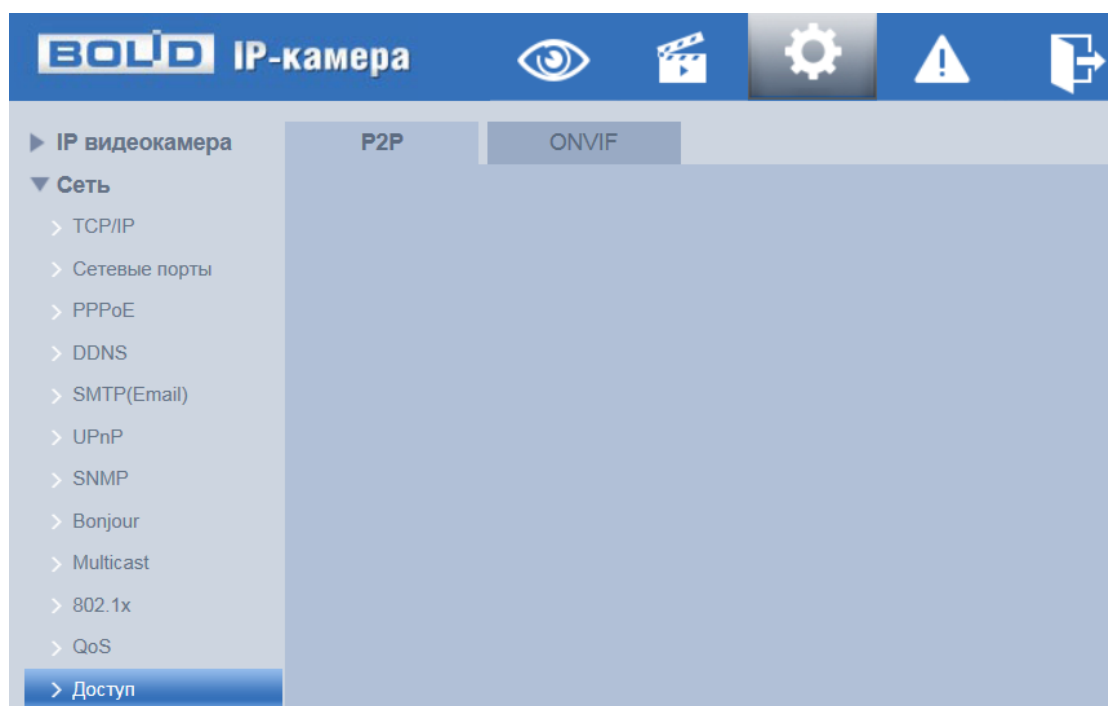 BOLID IP-камера
IP видеокамера
Сеть
TCP/IP
Сетевые порты
PPPoE
DDNS
SMTP(Email)
UPnP
SNMP
Bonjour
Multicast
802.1x
QoS
Доступ
P2P
ONVIF